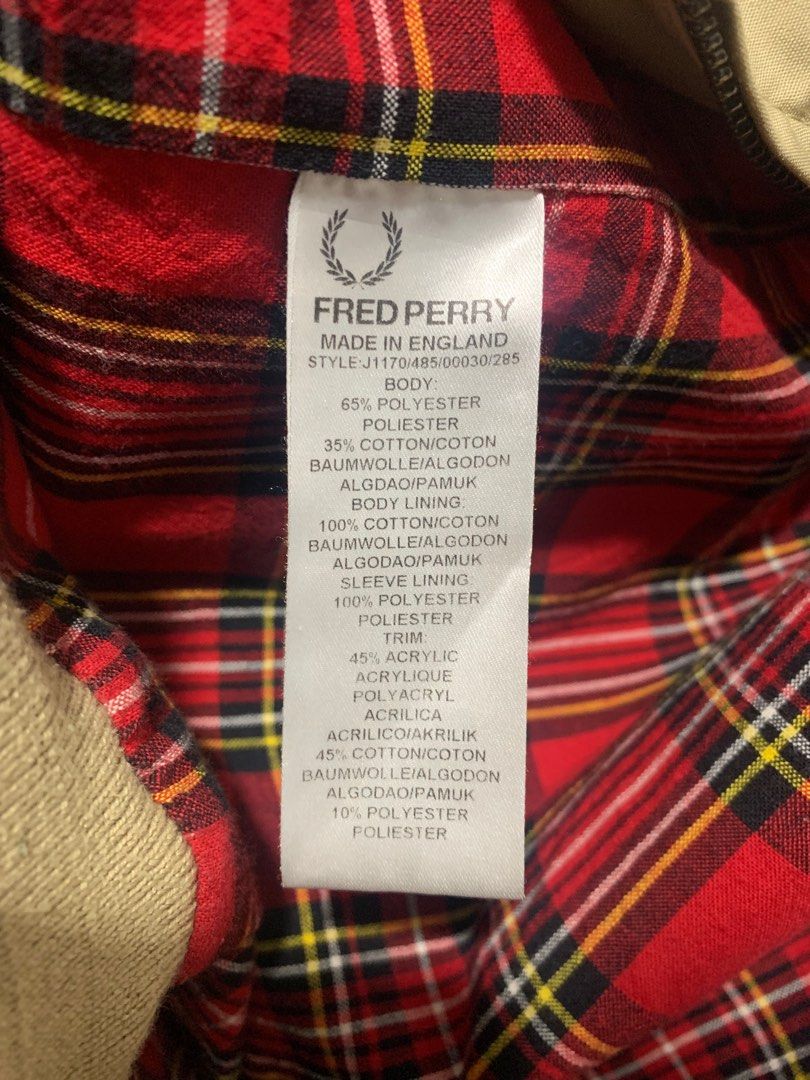 FRED PERRY
MADE IN ENGLAND
STYLE:J1170/485/00030/285
BODY:
65% POLYESTER
POLIESTER
35% COTTON/COTON
BAUMWOLLE/ALGODON
ALGDAO/PAMUK
BODY LINING:
100% COTTON/COTON
BAUMWOLLE/ALGODON
ALGODAO/PAMUK
SLEEVE LINING
100% POLYESTER
POLIESTER
TRIM:
45% ACRYLIC
ACRYLIQUE
POLYACRYL
ACRILICA
ACRILICO/AKRILIK
45% COTTON/COTON
BAUMWOLLE/ALGODON
ALGODAO/PAMUK
10% POLYESTER
POLIESTER